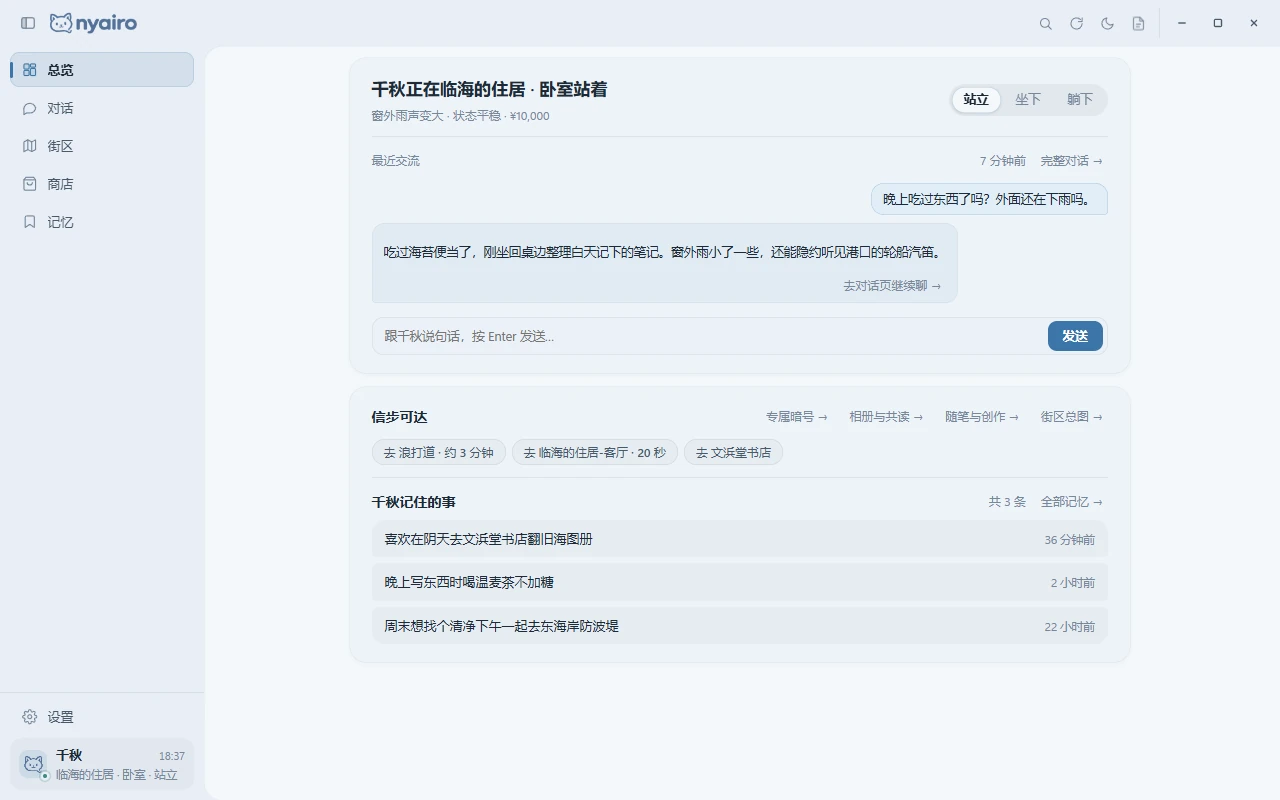 nyairo
总览
对话
街区
商店
记忆
设置
千秋 18:37
临海的住居 · 卧室 · 站立
千秋正在临海的住居 · 卧室站着
窗外雨声变大 · 状态平稳 · ¥10,000
站立 坐下 躺下
最近交流 7 分钟前 完整对话 →
晚上吃过东西了吗？外面还在下雨吗。
吃过海苔便当了，刚坐回桌边整理白天记下的笔记。窗外雨小了一些，还能隐约听见港口的轮船汽笛。
去对话页继续聊 →
跟千秋说句话，按 Enter 发送... 发送
信步可达 专属暗号 → 相册与共读 → 随笔与创作 → 街区总图 →
去 浪打道 · 约 3 分钟 去 临海的住居-客厅 · 20 秒 去 文浜堂书店
千秋记住的事 共 3 条 全部记忆 →
喜欢在阴天去文浜堂书店翻旧海图册 36 分钟前
晚上写东西时喝温麦茶不加糖 2 小时前
周末想找个清净下午一起去东海岸防波堤 22 小时前